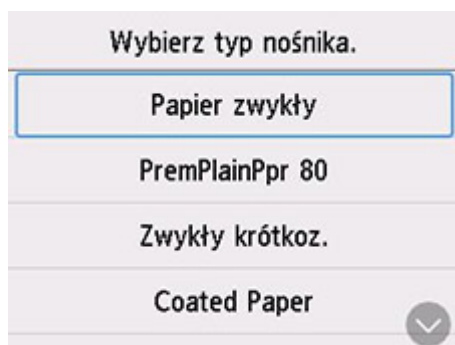 Wybierz typ nośnika.
Papier zwykły
PremPlainPpr 80
Zwykły krótkoz.
Coated Paper